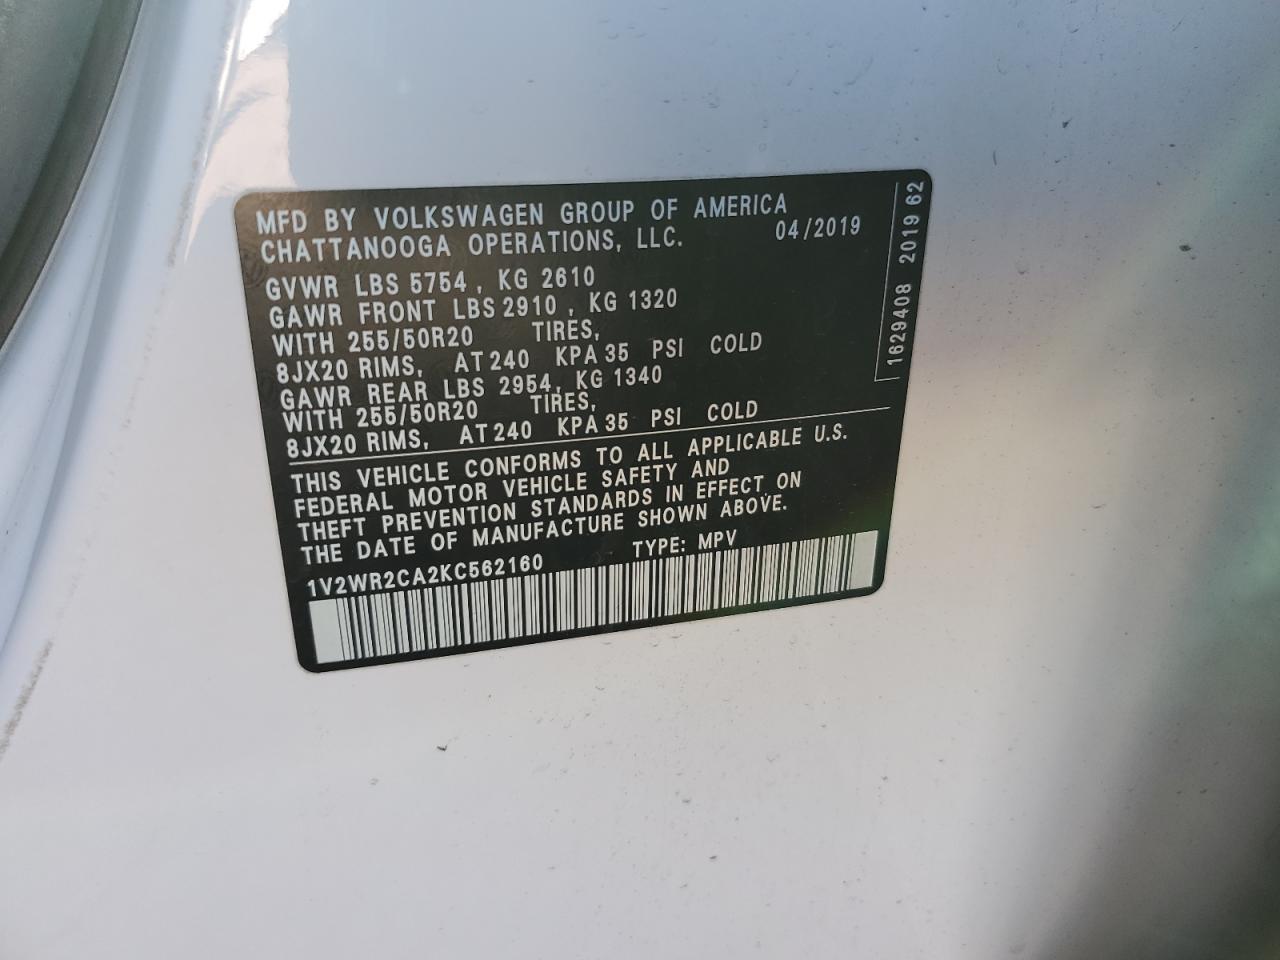 MFD BY VOLKSWAGEN GROUP OF AMERICA
CHATTANOOGA OPERATIONS, LLC. 04/2019
GVWR LBS 5754, KG 2610
GAWR FRONT LBS 2910, KG 1320
WITH 255/50R20 TIRES,
8JX20 RIMS, AT 240 KPA 35 PSI COLD
GAWR REAR LBS 2954, KG 1340
WITH 255/50R20 TIRES,
8JX20 RIMS, AT 240 KPA 35 PSI COLD
THIS VEHICLE CONFORMS TO ALL APPLICABLE U.S.
FEDERAL MOTOR VEHICLE SAFETY AND
THEFT PREVENTION STANDARDS IN EFFECT ON
THE DATE OF MANUFACTURE SHOWN ABOVE.
1V2WR2CA2KC562160 TYPE: MPV
1629408 2019 62